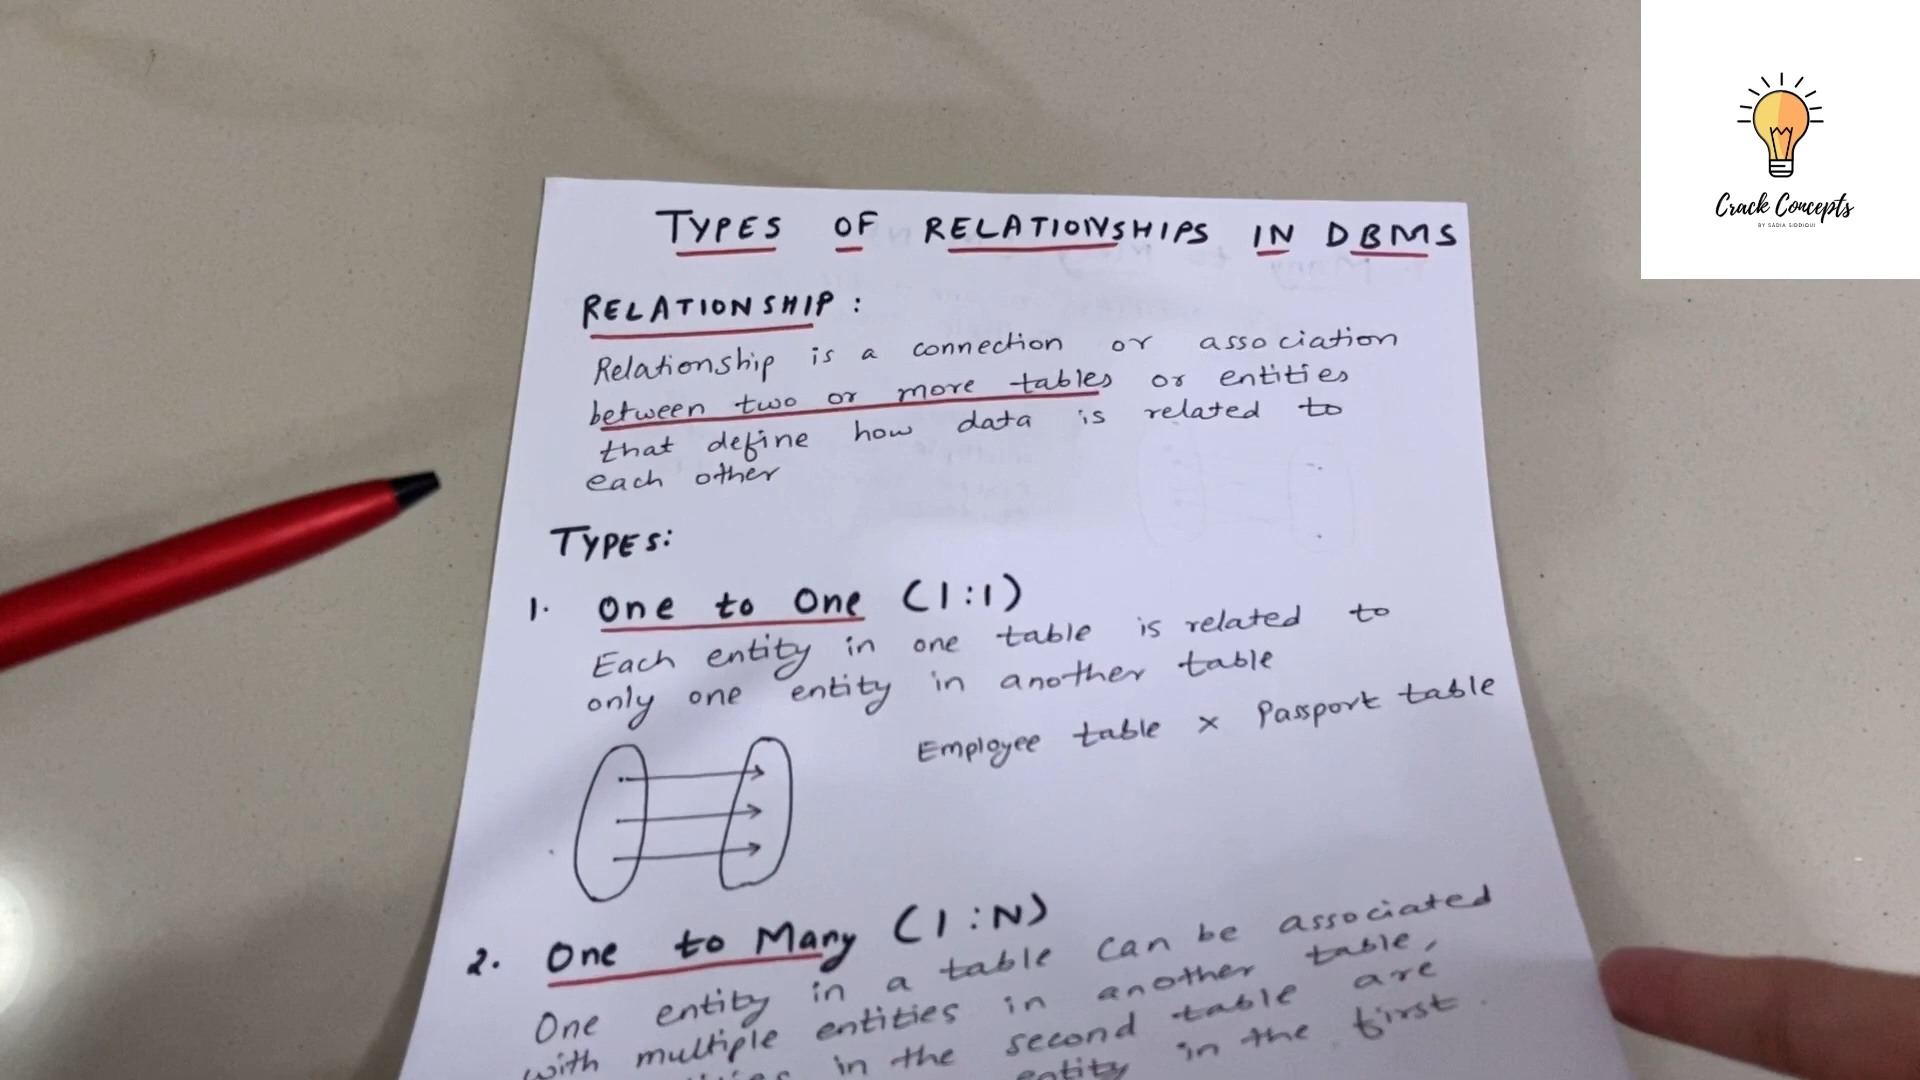 TYPES OF RELATIONSHIPS IN DBMS
RELATIONSHIP :
Relationship is a connection or association
between two or more tables or entities
that define how data is related to
each other
TYPES:
1. One to One (1:1)
Each entity in one table is related to
only one entity in another table
Employee table x Passport table
2. One to Many (1:N)
One entity in a table can be associated
with multiple entities in another table,
in the second table are
entity in the first
Crack Concepts
BY SADIA SIDDIQUI